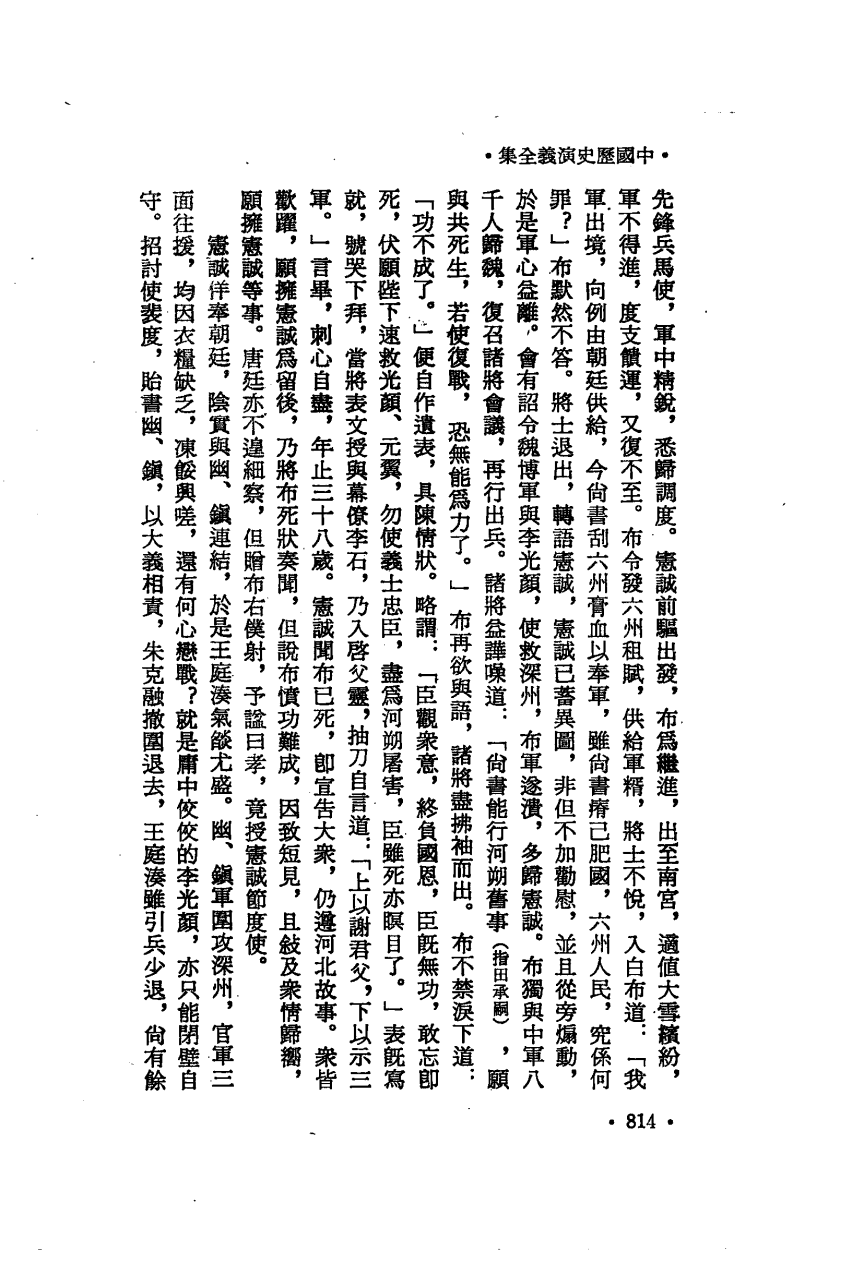 •中國歷史演義全集•
先鋒兵馬使，軍中精銳，悉歸調度。憲誠前驅出發，布爲繼進，出至南宮，適值大雪繽紛，
軍不得進，度支饋運，又復不至。布令發六州租賦，供給軍糈，將士不悅，入白布道：「我
軍出境，向例由朝廷供給，今尙書刮六州膏血以奉軍，雖尙書瘠己肥國，六州人民，究係何
罪？」布默然不答。將士退出，轉語憲誠，憲誠已蓄異圖，非但不加勸慰，並且從旁煽動，
於是軍心益離。會有詔令魏博軍與李光顏，使救深州，布軍遂潰，多歸憲誠。布獨與中軍八
千人歸魏，復召諸將會議，再行出兵。諸將益譁噪道：「尙書能行河朔舊事（指田承嗣），願
與共死生，若使復戰，恐無能爲力了。」布再欲與語，諸將盡拂袖而出。布不禁淚下道：
「功不成了。」便自作遺表，具陳情狀。略謂：「臣觀衆意，終負國恩，臣旣無功，敢忘卽
死，伏願陛下速救光顏、元翼，勿使義士忠臣，盡爲河朔屠害，臣雖死亦瞑目了。」表旣寫
就，號哭下拜，當將表文授與幕僚李石，乃入啓父靈，抽刀自言道：「上以謝君父，下以示三
軍。」言畢，刺心自盡，年止三十八歲。憲誠聞布已死，卽宣告大衆，仍遵河北故事。衆皆
歡躍，願擁憲誠爲留後，乃將布死狀奏聞，但說布憤功難成，因致短見，且敍及衆情歸嚮，
願擁憲誠等事。唐廷亦不遑細察，但贈布右僕射，予諡曰孝，竟授憲誠節度使。
憲誠佯奉朝廷，陰實與幽、鎭連結，於是王庭湊氣燄尤盛。幽、鎭軍圍攻深州，官軍三
面往援，均因衣糧缺乏，凍餒興嗟，還有何心戀戰？就是庸中佼佼的李光顏，亦只能閉壁自
守。招討使裴度，貽書幽、鎭，以大義相責，朱克融撤圍退去，王庭湊雖引兵少退，尙有餘
•814•